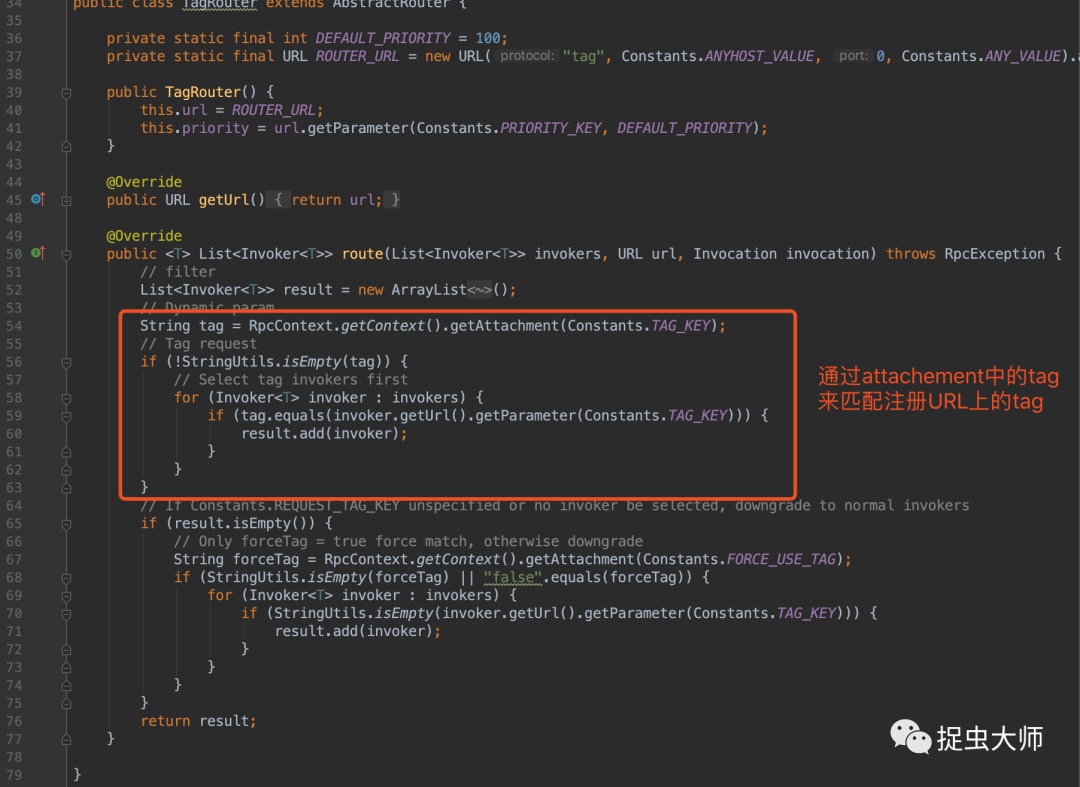 34 public class TagRouter extends AbstractRouter {
35
36 private static final int DEFAULT_PRIORITY = 100;
37 private static final URL ROUTER_URL = new URL( protocol: "tag", Constants.ANYHOST_VALUE, port: 0, Constants.ANY_VALUE).
38
39 public TagRouter() {
40 this.url = ROUTER_URL;
41 this.priority = url.getParameter(Constants.PRIORITY_KEY, DEFAULT_PRIORITY);
42 }
43
44 @Override
45 public URL getUrl() { return url; }
48
49 @Override
50 public <T> List<Invoker<T>> route(List<Invoker<T>> invokers, URL url, Invocation invocation) throws RpcException {
51 // filter
52 List<Invoker<T>> result = new ArrayList<~>();
53 // Dynamic param
54 String tag = RpcContext.getContext().getAttachment(Constants.TAG_KEY);
55 // Tag request
56 if (!StringUtils.isEmpty(tag)) {
57 // Select tag invokers first
58 for (Invoker<T> invoker : invokers) {
59 if (tag.equals(invoker.getUrl().getParameter(Constants.TAG_KEY))) {
60 result.add(invoker);
61 }
62 }
63 }
通过attachement中的tag
来匹配注册URL上的tag
64 // If Constants.REQUEST_TAG_KEY unspecified or no invoker be selected, downgrade to normal invokers
65 if (result.isEmpty()) {
66 // Only forceTag = true force match, otherwise downgrade
67 String forceTag = RpcContext.getContext().getAttachment(Constants.FORCE_USE_TAG);
68 if (StringUtils.isEmpty(forceTag) || "false".equals(forceTag)) {
69 for (Invoker<T> invoker : invokers) {
70 if (StringUtils.isEmpty(invoker.getUrl().getParameter(Constants.TAG_KEY))) {
71 result.add(invoker);
72 }
73 }
74 }
75 }
76 return result;
77 }
78
79 }
捉虫大师